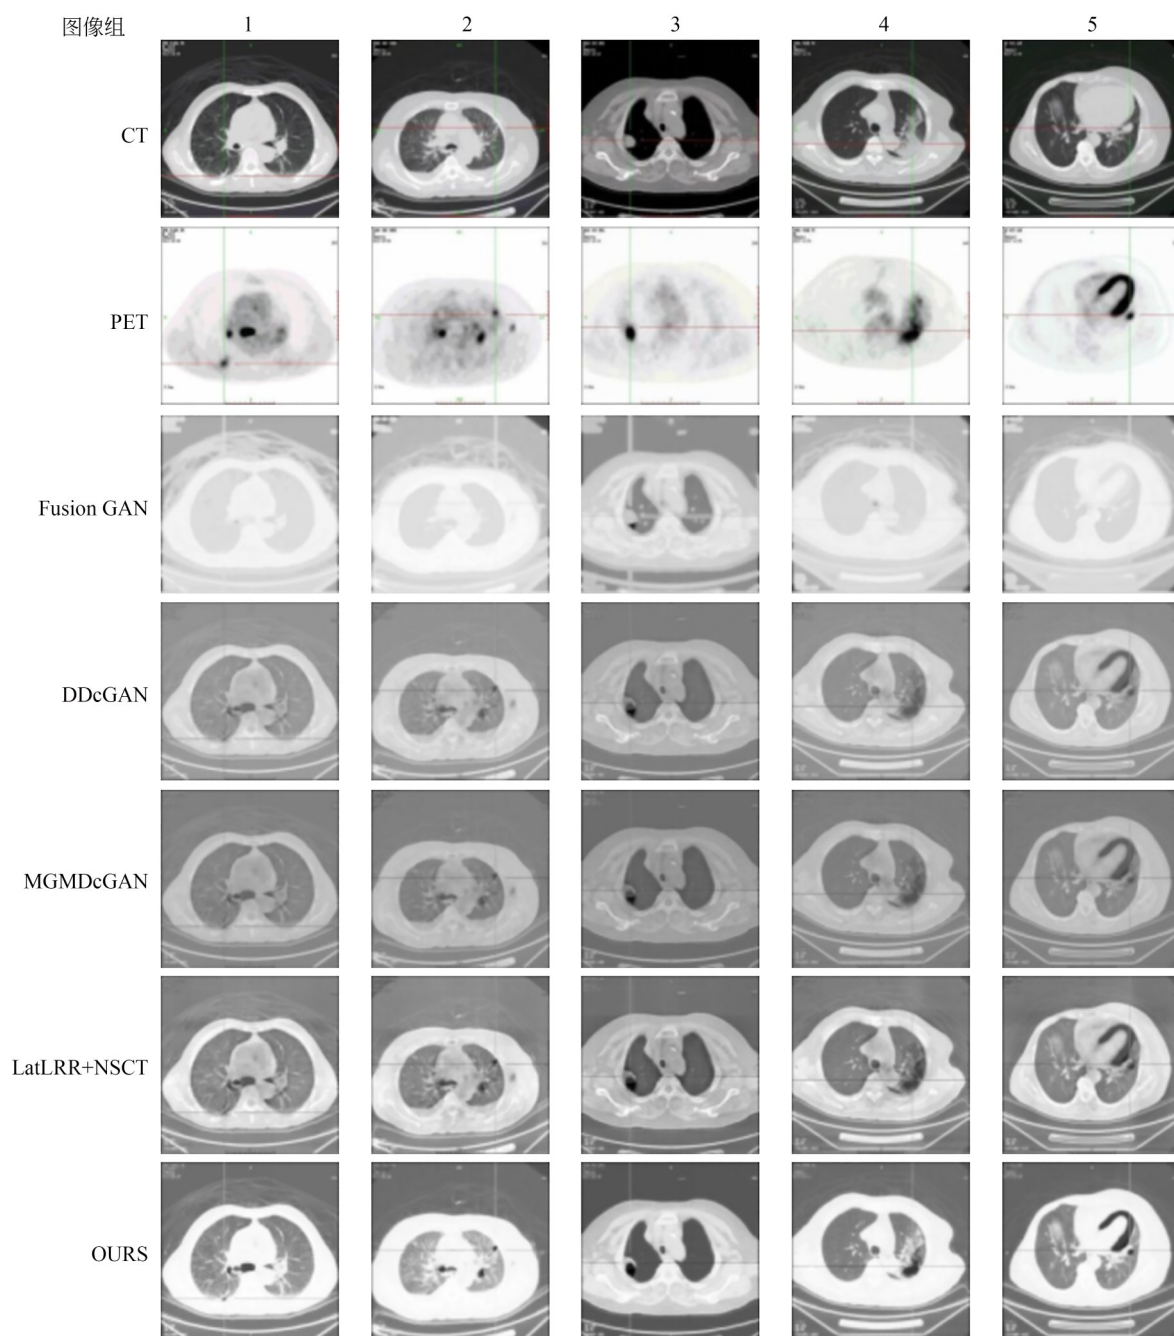 图像组 1 2 3 4 5
CT
PET
Fusion GAN
DDcGAN
MGMDcGAN
LatLRR+NSCT
OURS